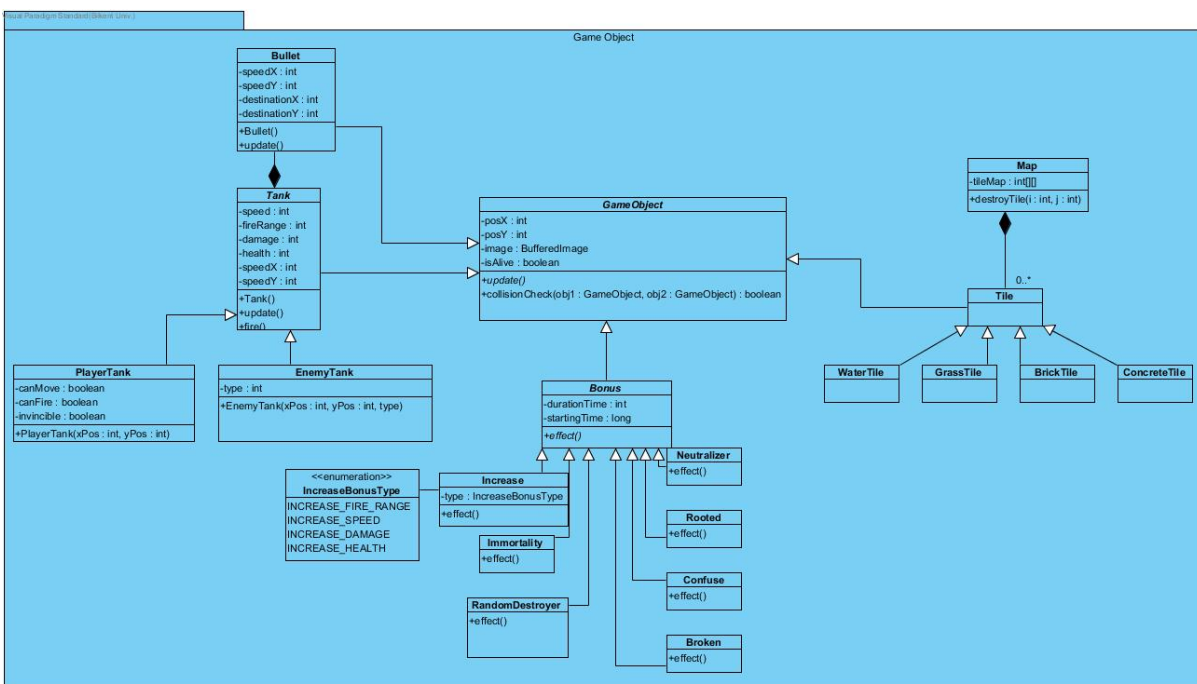 Visual Paradigm Standard(Bilkent Univ.)
Game Object
Bullet
-speedX : int
-speedY : int
-destinationX : int
-destinationY : int
+Bullet()
+update()
Tank
-speed : int
-fireRange : int
-damage : int
-health : int
-speedX : int
-speedY : int
+Tank()
+update()
+fire()
GameObject
-posX : int
-posY : int
-image : BufferedImage
-isAlive : boolean
+update()
+collisionCheck(obj1 : GameObject, obj2 : GameObject) : boolean
Map
-tileMap : int[][]
+destroyTile(i : int, j : int)
0..*
Tile
PlayerTank
-canMove : boolean
-canFire : boolean
-invincible : boolean
+PlayerTank(xPos : int, yPos : int)
EnemyTank
-type : int
+EnemyTank(xPos : int, yPos : int, type)
WaterTile
GrassTile
BrickTile
ConcreteTile
Bonus
-durationTime : int
-startingTime : long
+effect()
<<enumeration>>
IncreaseBonusType
INCREASE_FIRE_RANGE
INCREASE_SPEED
INCREASE_DAMAGE
INCREASE_HEALTH
Increase
-type : IncreaseBonusType
+effect()
Neutralizer
+effect()
Immortality
+effect()
Rooted
+effect()
RandomDestroyer
+effect()
Confuse
+effect()
Broken
+effect()